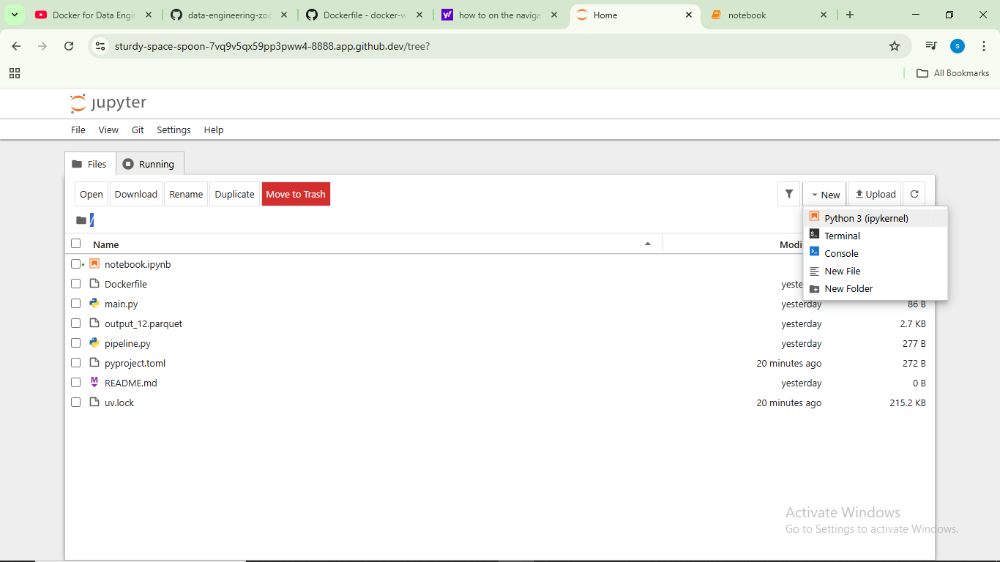 Docker for Data Engir
data-engineering-zoc
Dockerfile - docker-w
how to on the naviga
Home
notebook
sturdy-space-spoon-7vq9v5qx59pp3pww4-8888.app.github.dev/tree?
s
All Bookmarks
jupyter
File View Git Settings Help
Files Running
Open Download Rename Duplicate Move to Trash New Upload
/
Python 3 (ipykernel)
Terminal
Console
New File
New Folder
Name Modi
notebook.ipynb
Dockerfile yeste
main.py yesterday 86 B
output_12.parquet yesterday 2.7 KB
pipeline.py yesterday 277 B
pyproject.toml 20 minutes ago 272 B
README.md yesterday 0 B
uv.lock 20 minutes ago 215.2 KB
Activate Windows
Go to Settings to activate Windows.